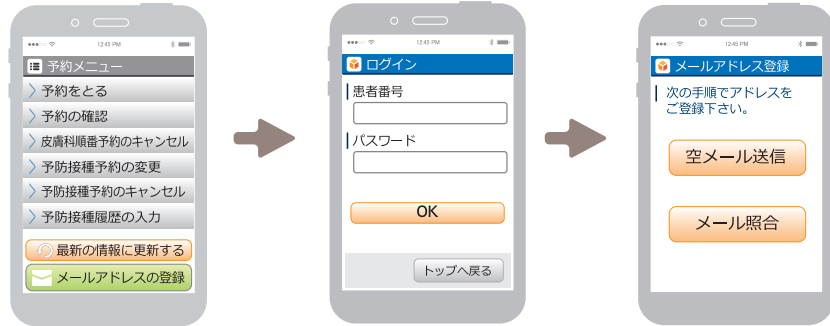 12:45 PM
予約メニュー
予約をとる
予約の確認
皮膚科順番予約のキャンセル
予防接種予約の変更
予防接種予約のキャンセル
予防接種履歴の入力
最新の情報に更新する
メールアドレスの登録
12:45 PM
ログイン
患者番号
パスワード
OK
トップへ戻る
12:45 PM
メールアドレス登録
次の手順でアドレスを
ご登録下さい。
空メール送信
メール照合